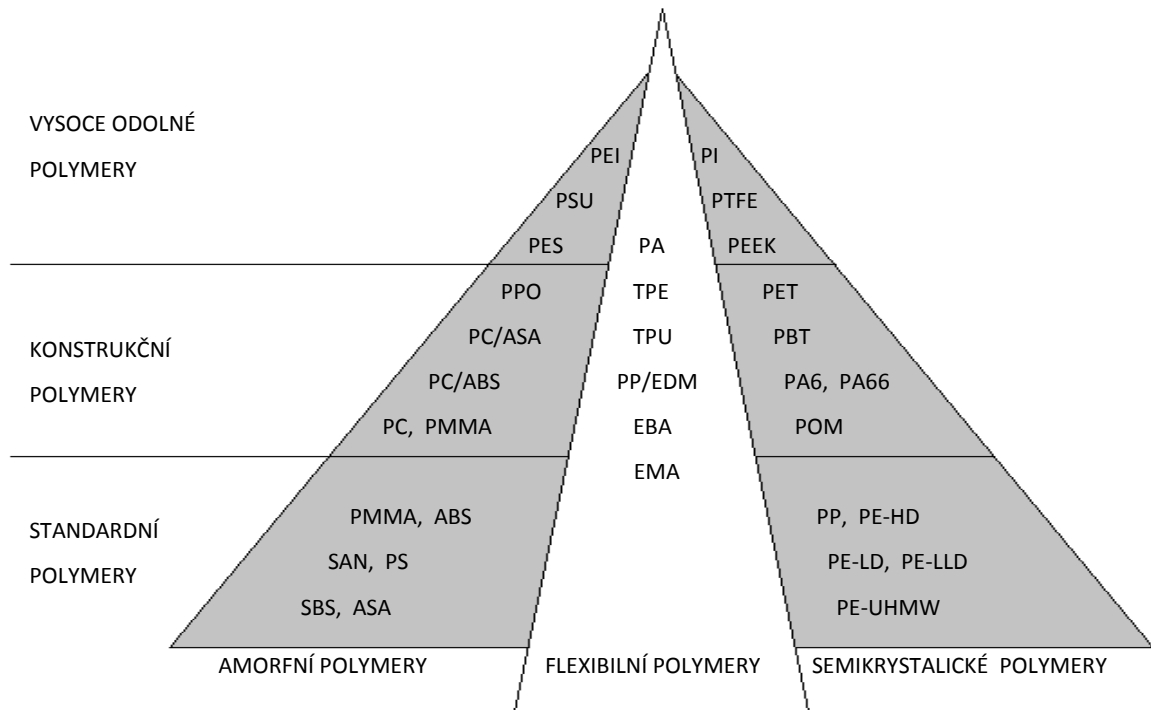 VYSOCE ODOLNÉ
POLYMERY
PEI PI
PSU PTFE
PES PA PEEK
PPO TPE PET
PC/ASA TPU PBT
KONSTRUKČNÍ
POLYMERY
PC/ABS PP/EDM PA6, PA66
PC, PMMA EBA POM
EMA
STANDARDNÍ
POLYMERY
PMMA, ABS PP, PE-HD
SAN, PS PE-LD, PE-LLD
SBS, ASA PE-UHMW
AMORFNÍ POLYMERY FLEXIBILNÍ POLYMERY SEMIKRYSTALICKÉ POLYMERY